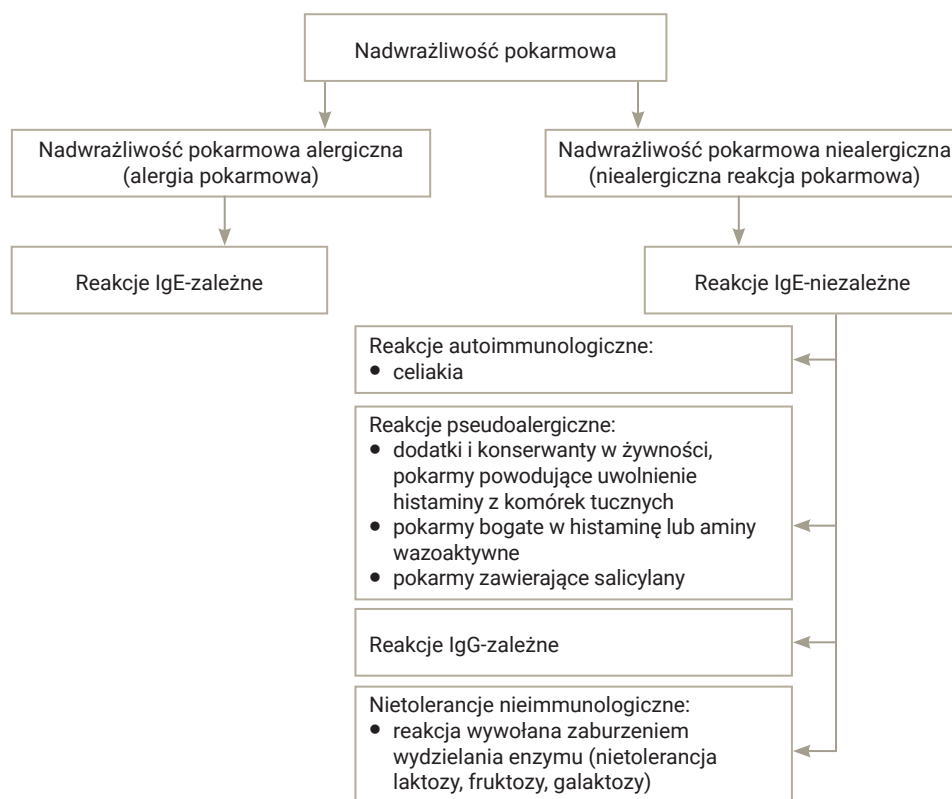 Nadwrażliwość pokarmowa
Nadwrażliwość pokarmowa alergiczna
(alergia pokarmowa)
Nadwrażliwość pokarmowa niealergiczna
(niealergiczna reakcja pokarmowa)
Reakcje IgE-zależne
Reakcje IgE-niezależne
Reakcje autoimmunologiczne:
• celiakia
Reakcje pseudoalergiczne:
• dodatki i konserwanty w żywności,
pokarmy powodujące uwolnienie
histaminy z komórek tucznych
• pokarmy bogate w histaminę lub aminy
wazoaktywne
• pokarmy zawierające salicylany
Reakcje IgG-zależne
Nietolerancje nieimmunologiczne:
• reakcja wywołana zaburzeniem
wydzielania enzymu (nietolerancja
laktozy, fruktozy, galaktozy)